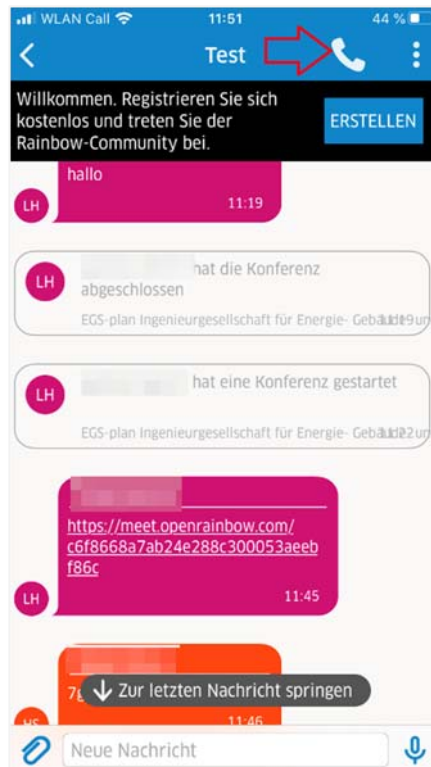 WLAN Call 11:51 44 %
Test
Willkommen. Registrieren Sie sich
kostenlos und treten Sie der
Rainbow-Community bei.
ERSTELLEN
hallo
LH
11:19
hat die Konferenz
LH
abgeschlossen
EGS-plan Ingenieurgesellschaft für Energie-
hat eine Konferenz gestartet
LH
EGS-plan Ingenieurgesellschaft für Energie-
https://meet.openrainbow.com/
c6f8668a7ab24e288c300053aeeb
f86c
LH
11:45
Zur letzten Nachricht springen
HS
11:46
Neue Nachricht